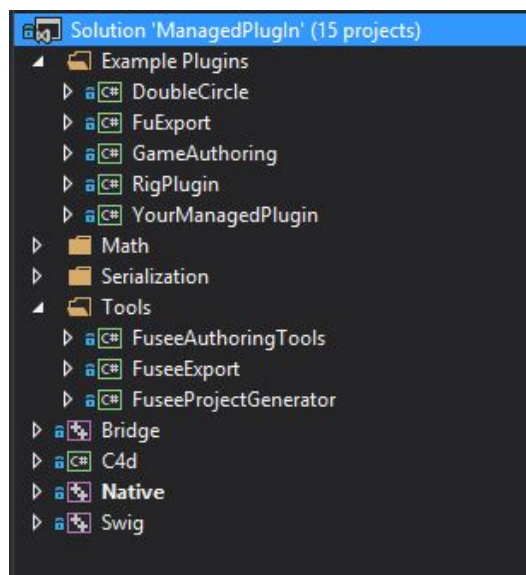 Solution 'ManagedPlugIn' (15 projects)
Example Plugins
C# DoubleCircle
C# FuExport
C# GameAuthoring
C# RigPlugin
C# YourManagedPlugin
Math
Serialization
Tools
C# FuseeAuthoringTools
C# FuseeExport
C# FuseeProjectGenerator
Bridge
C# C4d
Native
Swig